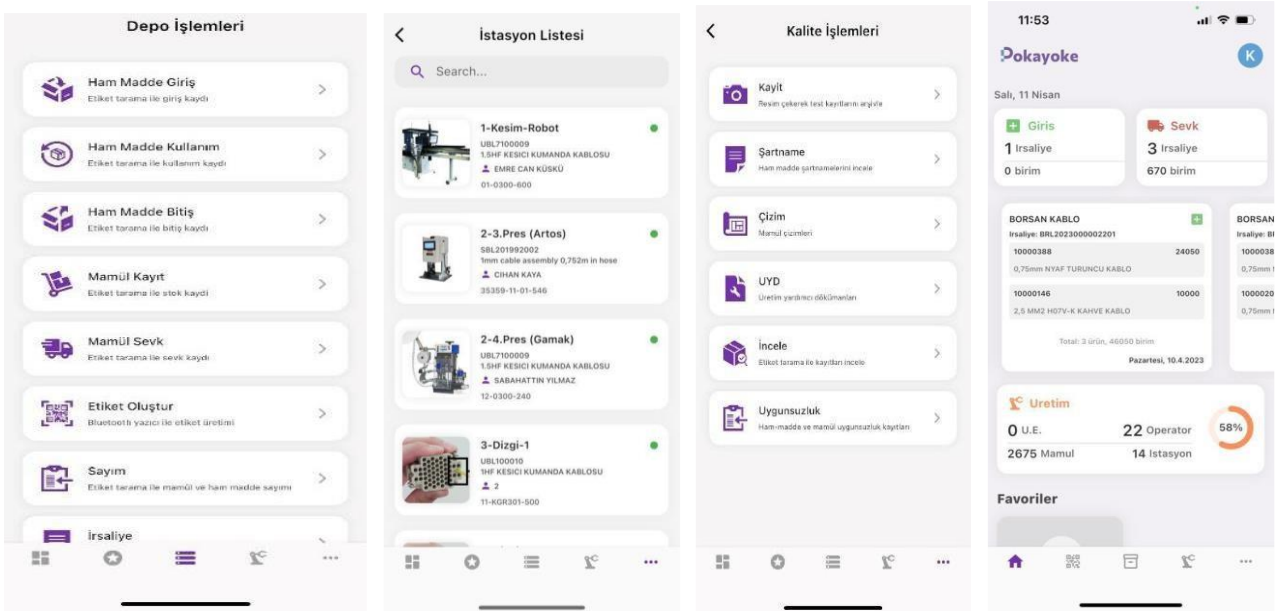 Depo İşlemleri
Ham Madde Giriş
Etiket tarama ile giriş kaydı
Ham Madde Kullanım
Etiket tarama ile kullanım kaydı
Ham Madde Bitiş
Etiket tarama ile bitiş kaydı
Mamül Kayıt
Etiket tarama ile stok kaydı
Mamül Sevk
Etiket tarama ile sevk kaydı
Etiket Oluştur
Bluetooth yazıcı ile etiket üretimi
Sayım
Etiket tarama ile mamül ve ham madde sayımı
İrsaliye
İstasyon Listesi
Search...
1-Kesim-Robot
UBL7100009
1.5HF KESICI KUMANDA KABLOSU
EMRE CAN KÜSKÜ
01-0300-600
2-3.Pres (Artos)
SBL201992002
1mm cable assembly 0,752m in hose
CIHAN KAYA
35359-11-01-546
2-4.Pres (Gamak)
UBL7100009
1.5HF KESICI KUMANDA KABLOSU
SABAHATTIN YILMAZ
12-0300-240
3-Dizgi-1
UBL100010
1HF KESICI KUMANDA KABLOSU
2
11-KGR301-500
Kalite İşlemleri
Kayit
Resim çekerek test kayıtlarını arşivle
Şartname
Ham madde şartnamelerini incele
Çizim
Mamül çizimleri
UYD
Üretim yardımcı dökümanları
İncele
Etiket tarama ile kayıtları incele
Uygunsuzluk
Ham-madde ve mamül uygunsuzluk kayıtları
11:53
Pokayoke
K
Salı, 11 Nisan
Giris
1 Irsaliye
0 birim
Sevk
3 Irsaliye
670 birim
BORSAN KABLO
Irsaliye: BRL2023000002201
10000388 24050
0,75mm NYAF TURUNCU KABLO
10000146 10000
2,5 MM2 H07V-K KAHVE KABLO
Total: 3 ürün, 46050 birim
Pazartesi, 10.4.2023
BORSAN
Irsaliye: B
1000038
0,75mm
1000020
0,75mm
Uretim
0 U.E. 22 Operator
2675 Mamul 14 Istasyon
58%
Favoriler